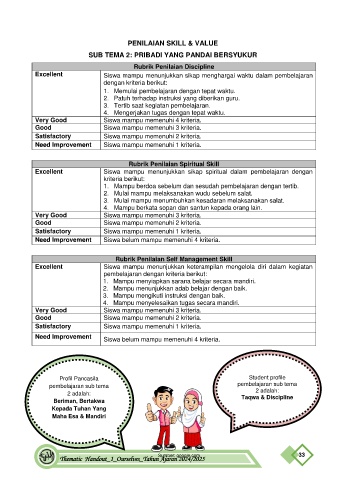 PENILAIAN SKILL & VALUE
SUB TEMA 2: PRIBADI YANG PANDAI BERSYUKUR
Rubrik Penilaian Discipline
Excellent Siswa mampu menunjukkan sikap menghargai waktu dalam pembelajaran
dengan kriteria berikut:
1. Memulai pembelajaran dengan tepat waktu.
2. Patuh terhadap instruksi yang diberikan guru.
3. Tertib saat kegiatan pembelajaran.
4. Mengerjakan tugas dengan tepat waktu.
Very Good Siswa mampu memenuhi 4 kriteria.
Good Siswa mampu memenuhi 3 kriteria.
Satisfactory Siswa mampu memenuhi 2 kriteria.
Need Improvement Siswa mampu memenuhi 1 kriteria.
Rubrik Penilaian Spiritual Skill
Excellent Siswa mampu menunjukkan sikap spiritual dalam pembelajaran dengan
kriteria berikut:
1. Mampu berdoa sebelum dan sesudah pembelajaran dengan tertib.
2. Mulai mampu melaksanakan wudu sebelum salat.
3. Mulai mampu menumbuhkan kesadaran melaksanakan salat.
4. Mampu berkata sopan dan santun kepada orang lain.
Very Good Siswa mampu memenuhi 3 kriteria.
Good Siswa mampu memenuhi 2 kriteria.
Satisfactory Siswa mampu memenuhi 1 kriteria.
Need Improvement Siswa belum mampu memenuhi 4 kriteria.
Rubrik Penilaian Self Management Skill
Excellent Siswa mampu menunjukkan keterampilan mengelola diri dalam kegiatan
pembelajaran dengan kriteria berikut:
1. Mampu menyiapkan sarana belajar secara mandiri.
2. Mampu menunjukkan adab belajar dengan baik.
3. Mampu mengikuti instruksi dengan baik.
4. Mampu menyelesaikan tugas secara mandiri.
Very Good Siswa mampu memenuhi 3 kriteria.
Good Siswa mampu memenuhi 2 kriteria.
Satisfactory Siswa mampu memenuhi 1 kriteria.
Need Improvement Siswa belum mampu memenuhi 4 kriteria.
Profil Pancasila
pembelajaran sub tema
2 adalah:
Beriman, Bertakwa
Kepada Tuhan Yang
Maha Esa & Mandiri
Student profile
pembelajaran sub tema
2 adalah:
Taqwa & Discipline
Thematic Handout_1_Ourselves_Tahun Ajaran 2024/2025
33